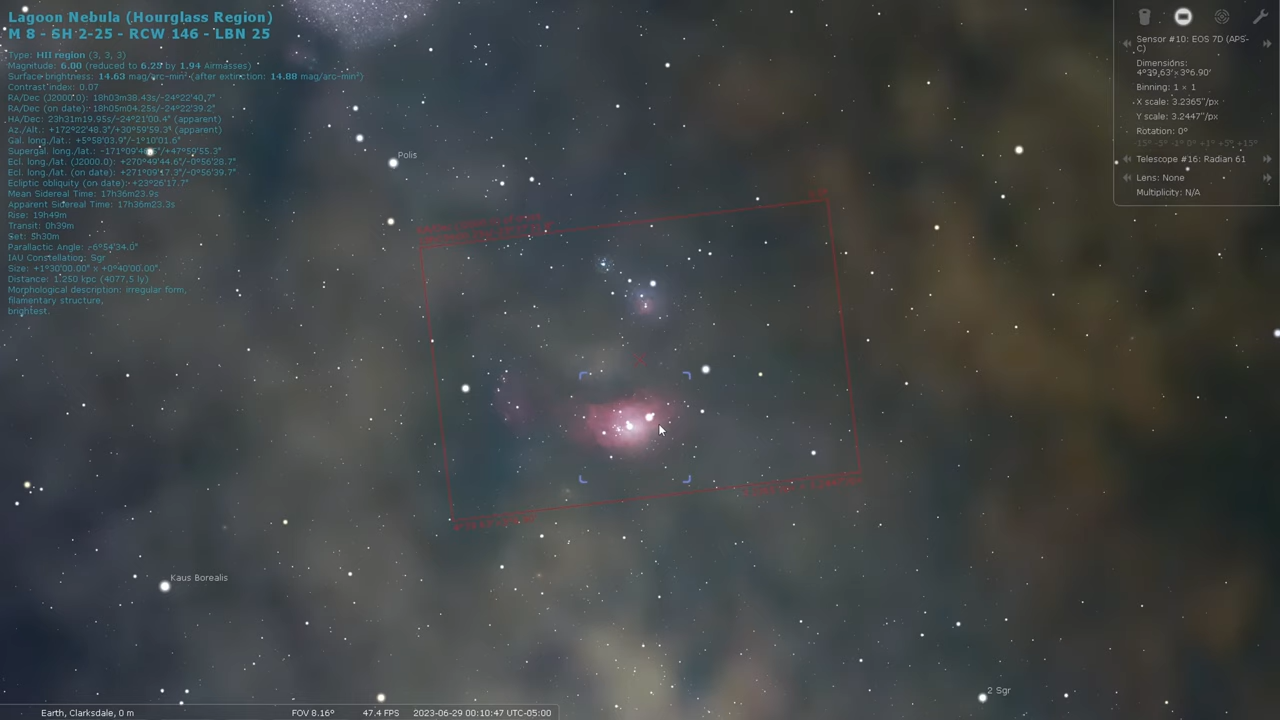 Lagoon Nebula (Hourglass Region)
M 8 - SH 2-25 - RCW 146 - LBN 25
Type: HII region (3, 3, 3)
Magnitude: 6.00 (reduced to 6.25 by 1.94 Airmasses)
Surface brightness: 14.63 mag/arc-min² (after extinction: 14.88 mag/arc-min²)
Contrast index: 0.07
RA/Dec (J2000.0): 18h03m38.43s/-24°22'40.7"
RA/Dec (on date): 18h05m04.25s/-24°22'39.2"
HA/Dec: 23h31m19.95s/-24°21'00.4" (apparent)
Az./Alt.: +172°22'48.3"/+30°59'59.3" (apparent)
Gal. long./lat.: +5°58'03.9"/-1°10'01.6"
Supergal. long./lat.: /+47°59'55.3"
Ecl. long./lat. (J2000.0): +270°49'44.6"/-0°56'28.7"
Ecl. long./lat. (on date): +271°09'17.3"/-0°56'39.7"
Ecliptic obliquity (on date): +23°26'17.7"
Mean Sidereal Time: 17h36m23.9s
Apparent Sidereal Time: 17h36m23.3s
Rise: 19h49m
Transit: 0h39m
Set: 5h30m
Parallactic Angle: -6°54'34.0"
IAU Constellation: Sgr
Size: +1°30'00.00" x +0°40'00.00"
Distance: 1.250 kpc (4077.5 ly)
Morphological description: irregular form,
filamentary structure,
brightest.
Polis
Kaus Borealis
2 Sgr
Sensor #10: EOS 7D (APS-
C)
Dimensions:
4°39.63' × 3°6.90'
Binning: 1 × 1
X scale: 3.2365"/px
Y scale: 3.2447"/px
Rotation: 0°
-15° -5° -1° 0° +1° +5° +15°
Telescope #16: Radian 61
Lens: None
Multiplicity: N/A
Earth, Clarksdale, 0 m
FOV 8.16°
47.4 FPS
2023-06-29 00:10:47 UTC-05:00